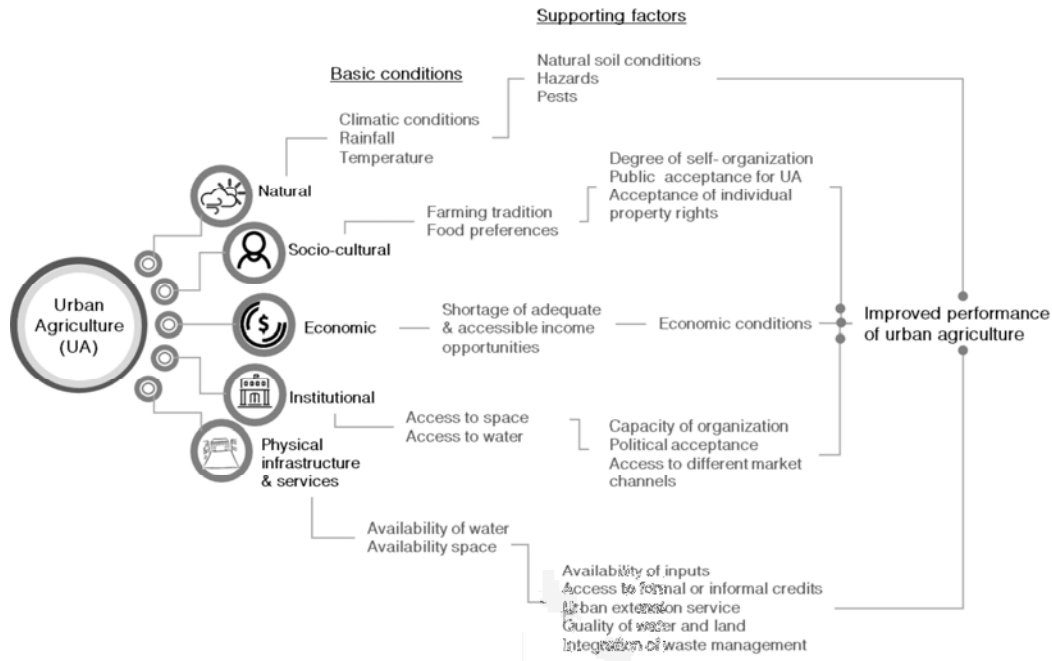 Supporting factors
Basic conditions
Natural soil conditions
Hazards
Pests
Climatic conditions
Rainfall
Temperature
Natural
Degree of self- organization
Public acceptance for UA
Acceptance of individual
property rights
Farming tradition
Food preferences
Socio-cultural
Urban
Agriculture
(UA)
Economic
Shortage of adequate
& accessible income
opportunities
Economic conditions
Improved performance
of urban agriculture
Institutional
Access to space
Access to water
Capacity of organization
Political acceptance
Access to different market
channels
Physical
infrastructure
& services
Availability of water
Availability space
Availability of inputs
Access to formal or informal credits
Urban extension service
Quality of water and land
Integration of waste management